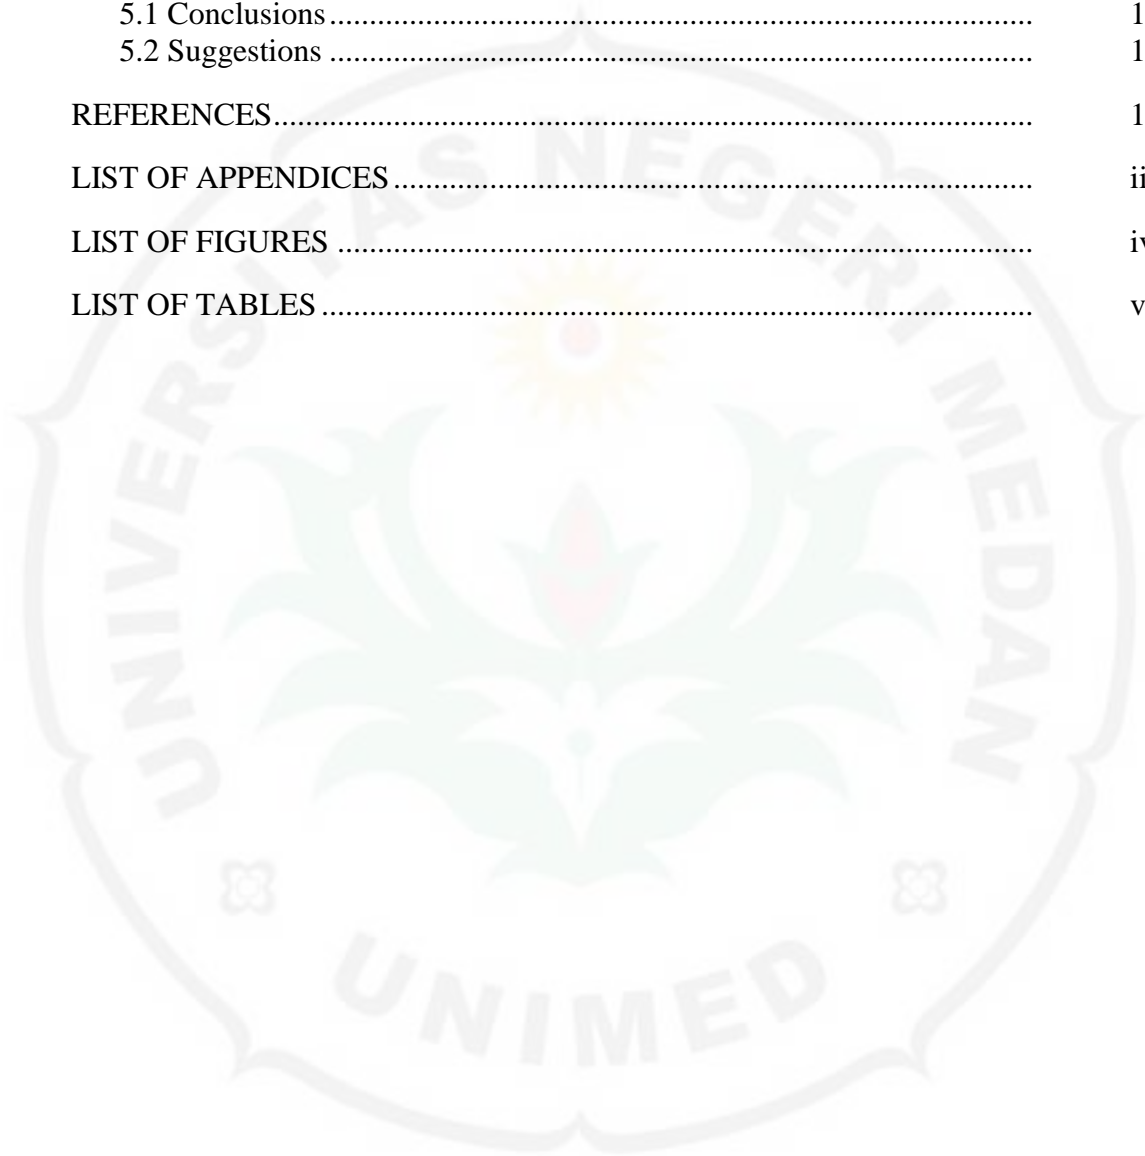 5.1 Conclusions ........................................................................................ 1
5.2 Suggestions ........................................................................................ 1
REFERENCES............................................................................................... 1
LIST OF APPENDICES ................................................................................ ii
LIST OF FIGURES ....................................................................................... iv
LIST OF TABLES ......................................................................................... v
UNIVERSITAS NEGERI MEDAN
UNIMED